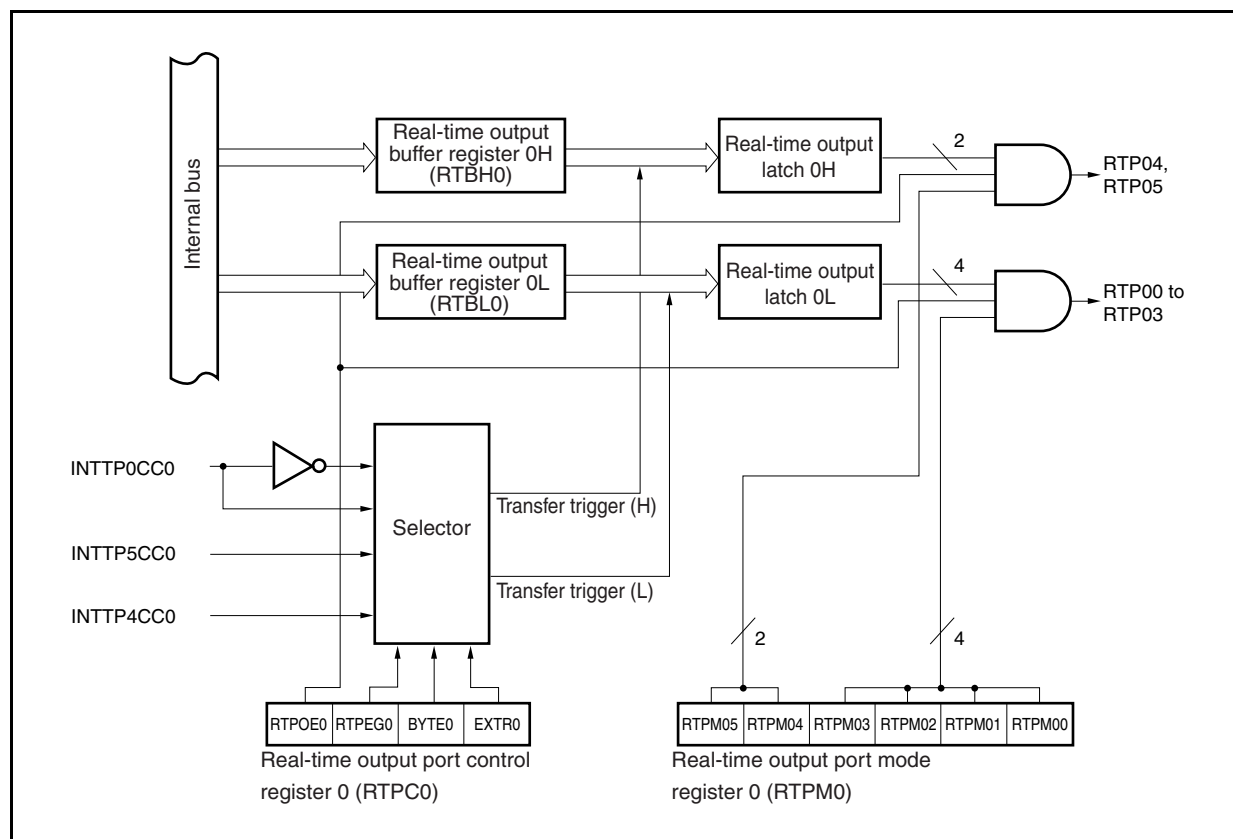 Internal bus
Real-time output
buffer register 0H
(RTBH0)
Real-time output
latch 0H
2
RTP04,
RTP05
Real-time output
buffer register 0L
(RTBL0)
Real-time output
latch 0L
4
RTP00 to
RTP03
INTTP0CC0
INTTP5CC0
INTTP4CC0
Selector
Transfer trigger (H)
Transfer trigger (L)
2
4
RTPOE0 RTPEG0 BYTE0 EXTR0
Real-time output port control
register 0 (RTPC0)
RTPM05 RTPM04 RTPM03 RTPM02 RTPM01 RTPM00
Real-time output port mode
register 0 (RTPM0)